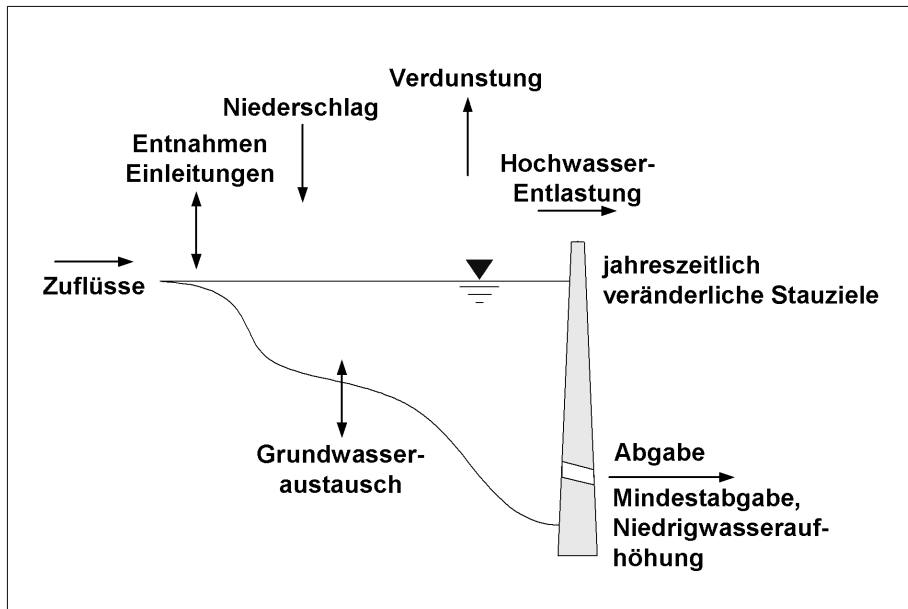 Verdunstung
Niederschlag
Entnahmen
Einleitungen
Hochwasser-
Entlastung
Zuflüsse
jahreszeitlich
veränderliche Stauziele
Grundwasser-
austausch
Abgabe
Mindestabgabe,
Niedrigwasserauf-
höhung